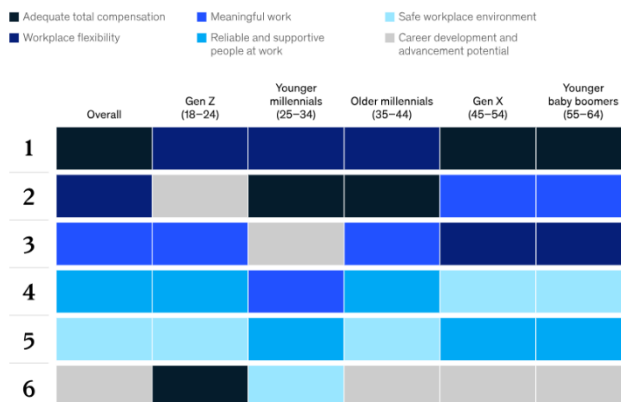 Adequate total compensation
Meaningful work
Safe workplace environment
Workplace flexibility
Reliable and supportive
people at work
Career development and
advancement potential
Overall
Gen Z
(18–24)
Younger
millennials
(25–34)
Older millennials
(35–44)
Gen X
(45–54)
Younger
baby boomers
(55–64)
1
2
3
4
5
6